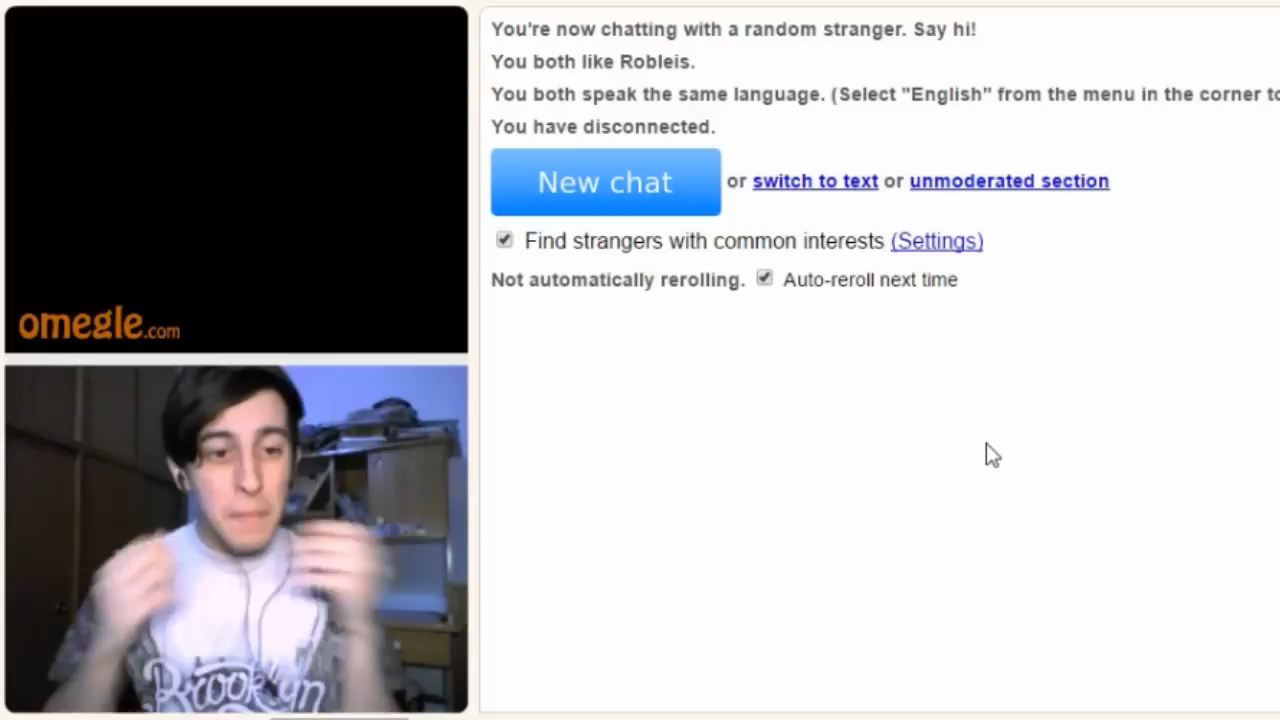 You're now chatting with a random stranger. Say hi!
You both like Robleis.
You both speak the same language. (Select "English" from the menu in the corner to
You have disconnected.
New chat or switch to text or unmoderated section
Find strangers with common interests (Settings)
Not automatically rerolling. Auto-reroll next time
omegle.com
Brooklyn